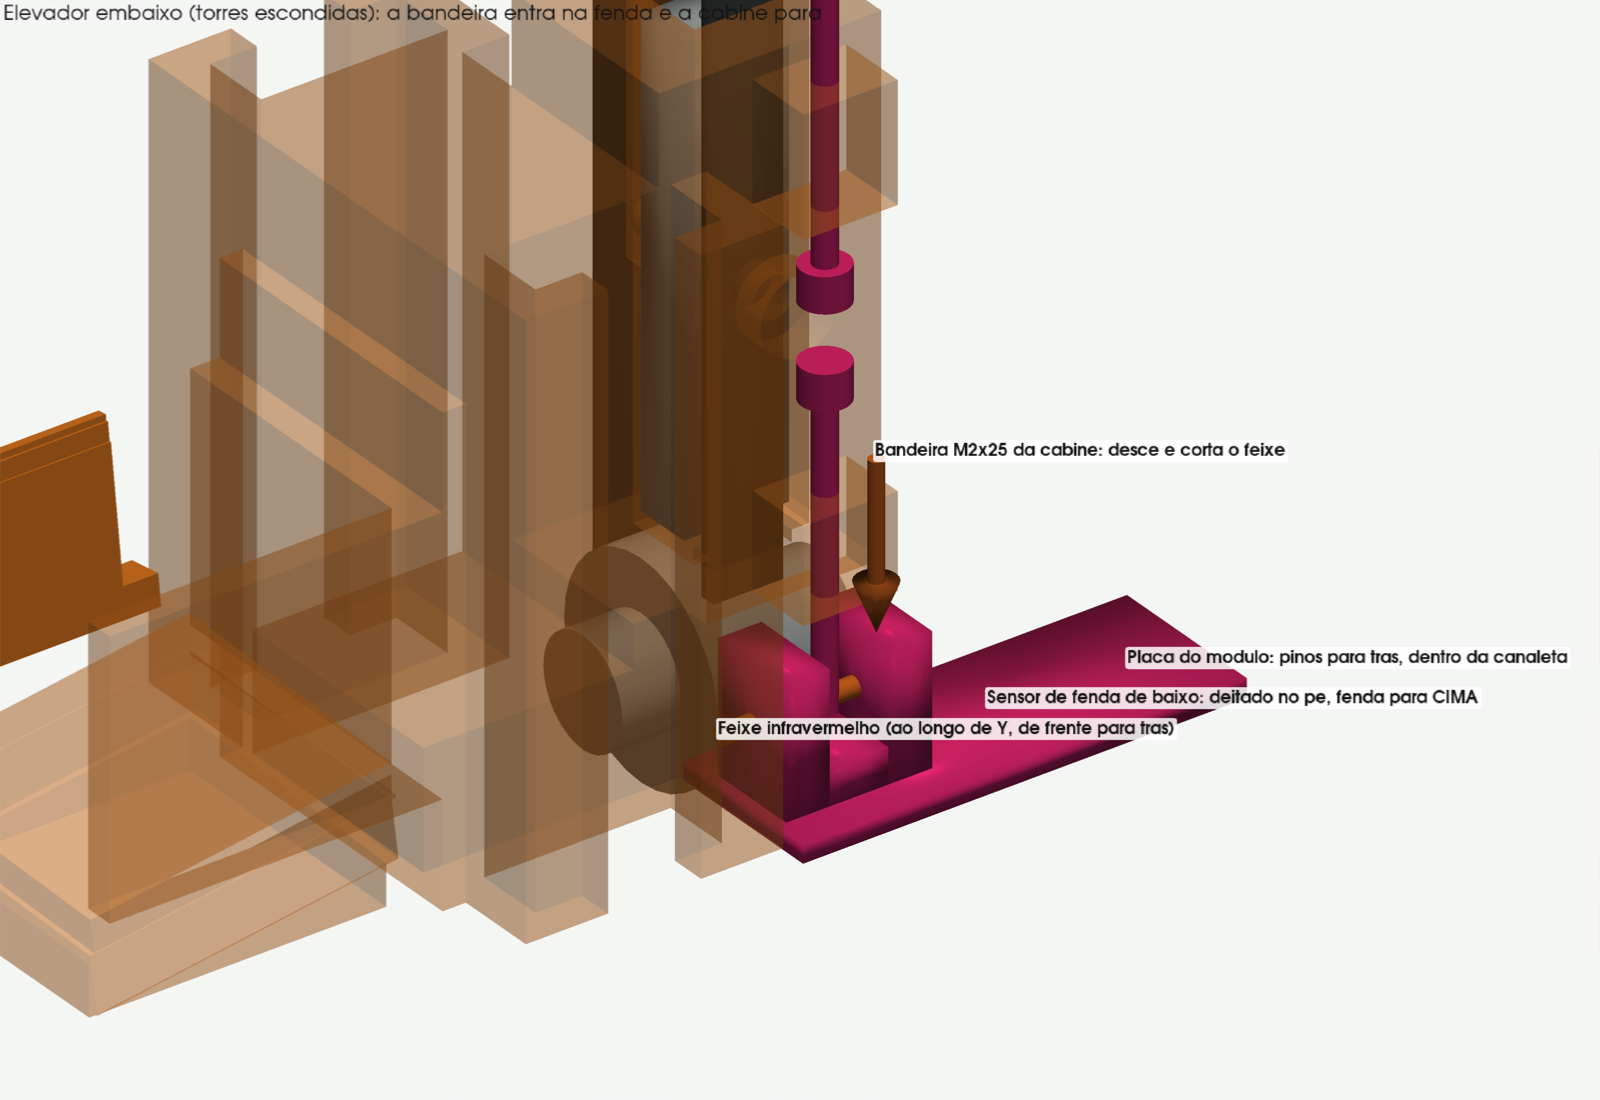 Elevador embaixo (torres escondidas): a bandeira entra na fenda e a cabine para
Bandeira M2x25 da cabine: desce e corta o feixe
Placa do modulo: pinos para tras, dentro da canaleta
Sensor de fenda de baixo: deitado no pe, fenda para CIMA
Feixe infravermelho (ao longo de Y, de frente para tras)